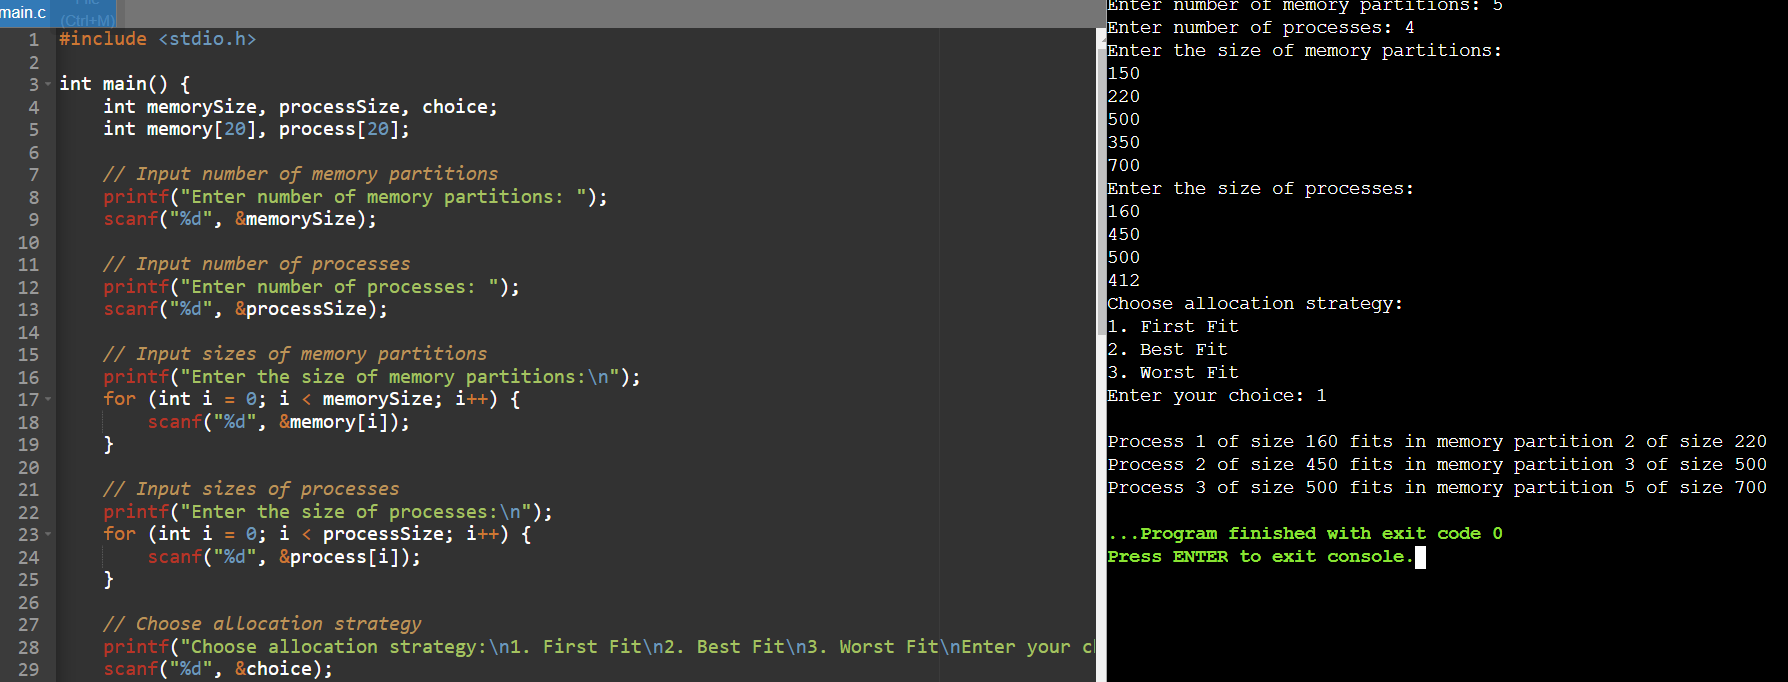 main.c
(Ctrl+M)
1 #include <stdio.h>
2
3 int main() {
4 int memorySize, processSize, choice;
5 int memory[20], process[20];
6
7 // Input number of memory partitions
8 printf("Enter number of memory partitions: ");
9 scanf("%d", &memorySize);
10
11 // Input number of processes
12 printf("Enter number of processes: ");
13 scanf("%d", &processSize);
14
15 // Input sizes of memory partitions
16 printf("Enter the size of memory partitions:\n");
17 for (int i = 0; i < memorySize; i++) {
18 scanf("%d", &memory[i]);
19 }
20
21 // Input sizes of processes
22 printf("Enter the size of processes:\n");
23 for (int i = 0; i < processSize; i++) {
24 scanf("%d", &process[i]);
25 }
26
27 // Choose allocation strategy
28 printf("Choose allocation strategy:\n1. First Fit\n2. Best Fit\n3. Worst Fit\nEnter your
29 scanf("%d", &choice);
Enter number of memory partitions: 5
Enter number of processes: 4
Enter the size of memory partitions:
150
220
500
350
700
Enter the size of processes:
160
450
500
412
Choose allocation strategy:
1. First Fit
2. Best Fit
3. Worst Fit
Enter your choice: 1
Process 1 of size 160 fits in memory partition 2 of size 220
Process 2 of size 450 fits in memory partition 3 of size 500
Process 3 of size 500 fits in memory partition 5 of size 700
...Program finished with exit code 0
Press ENTER to exit console.